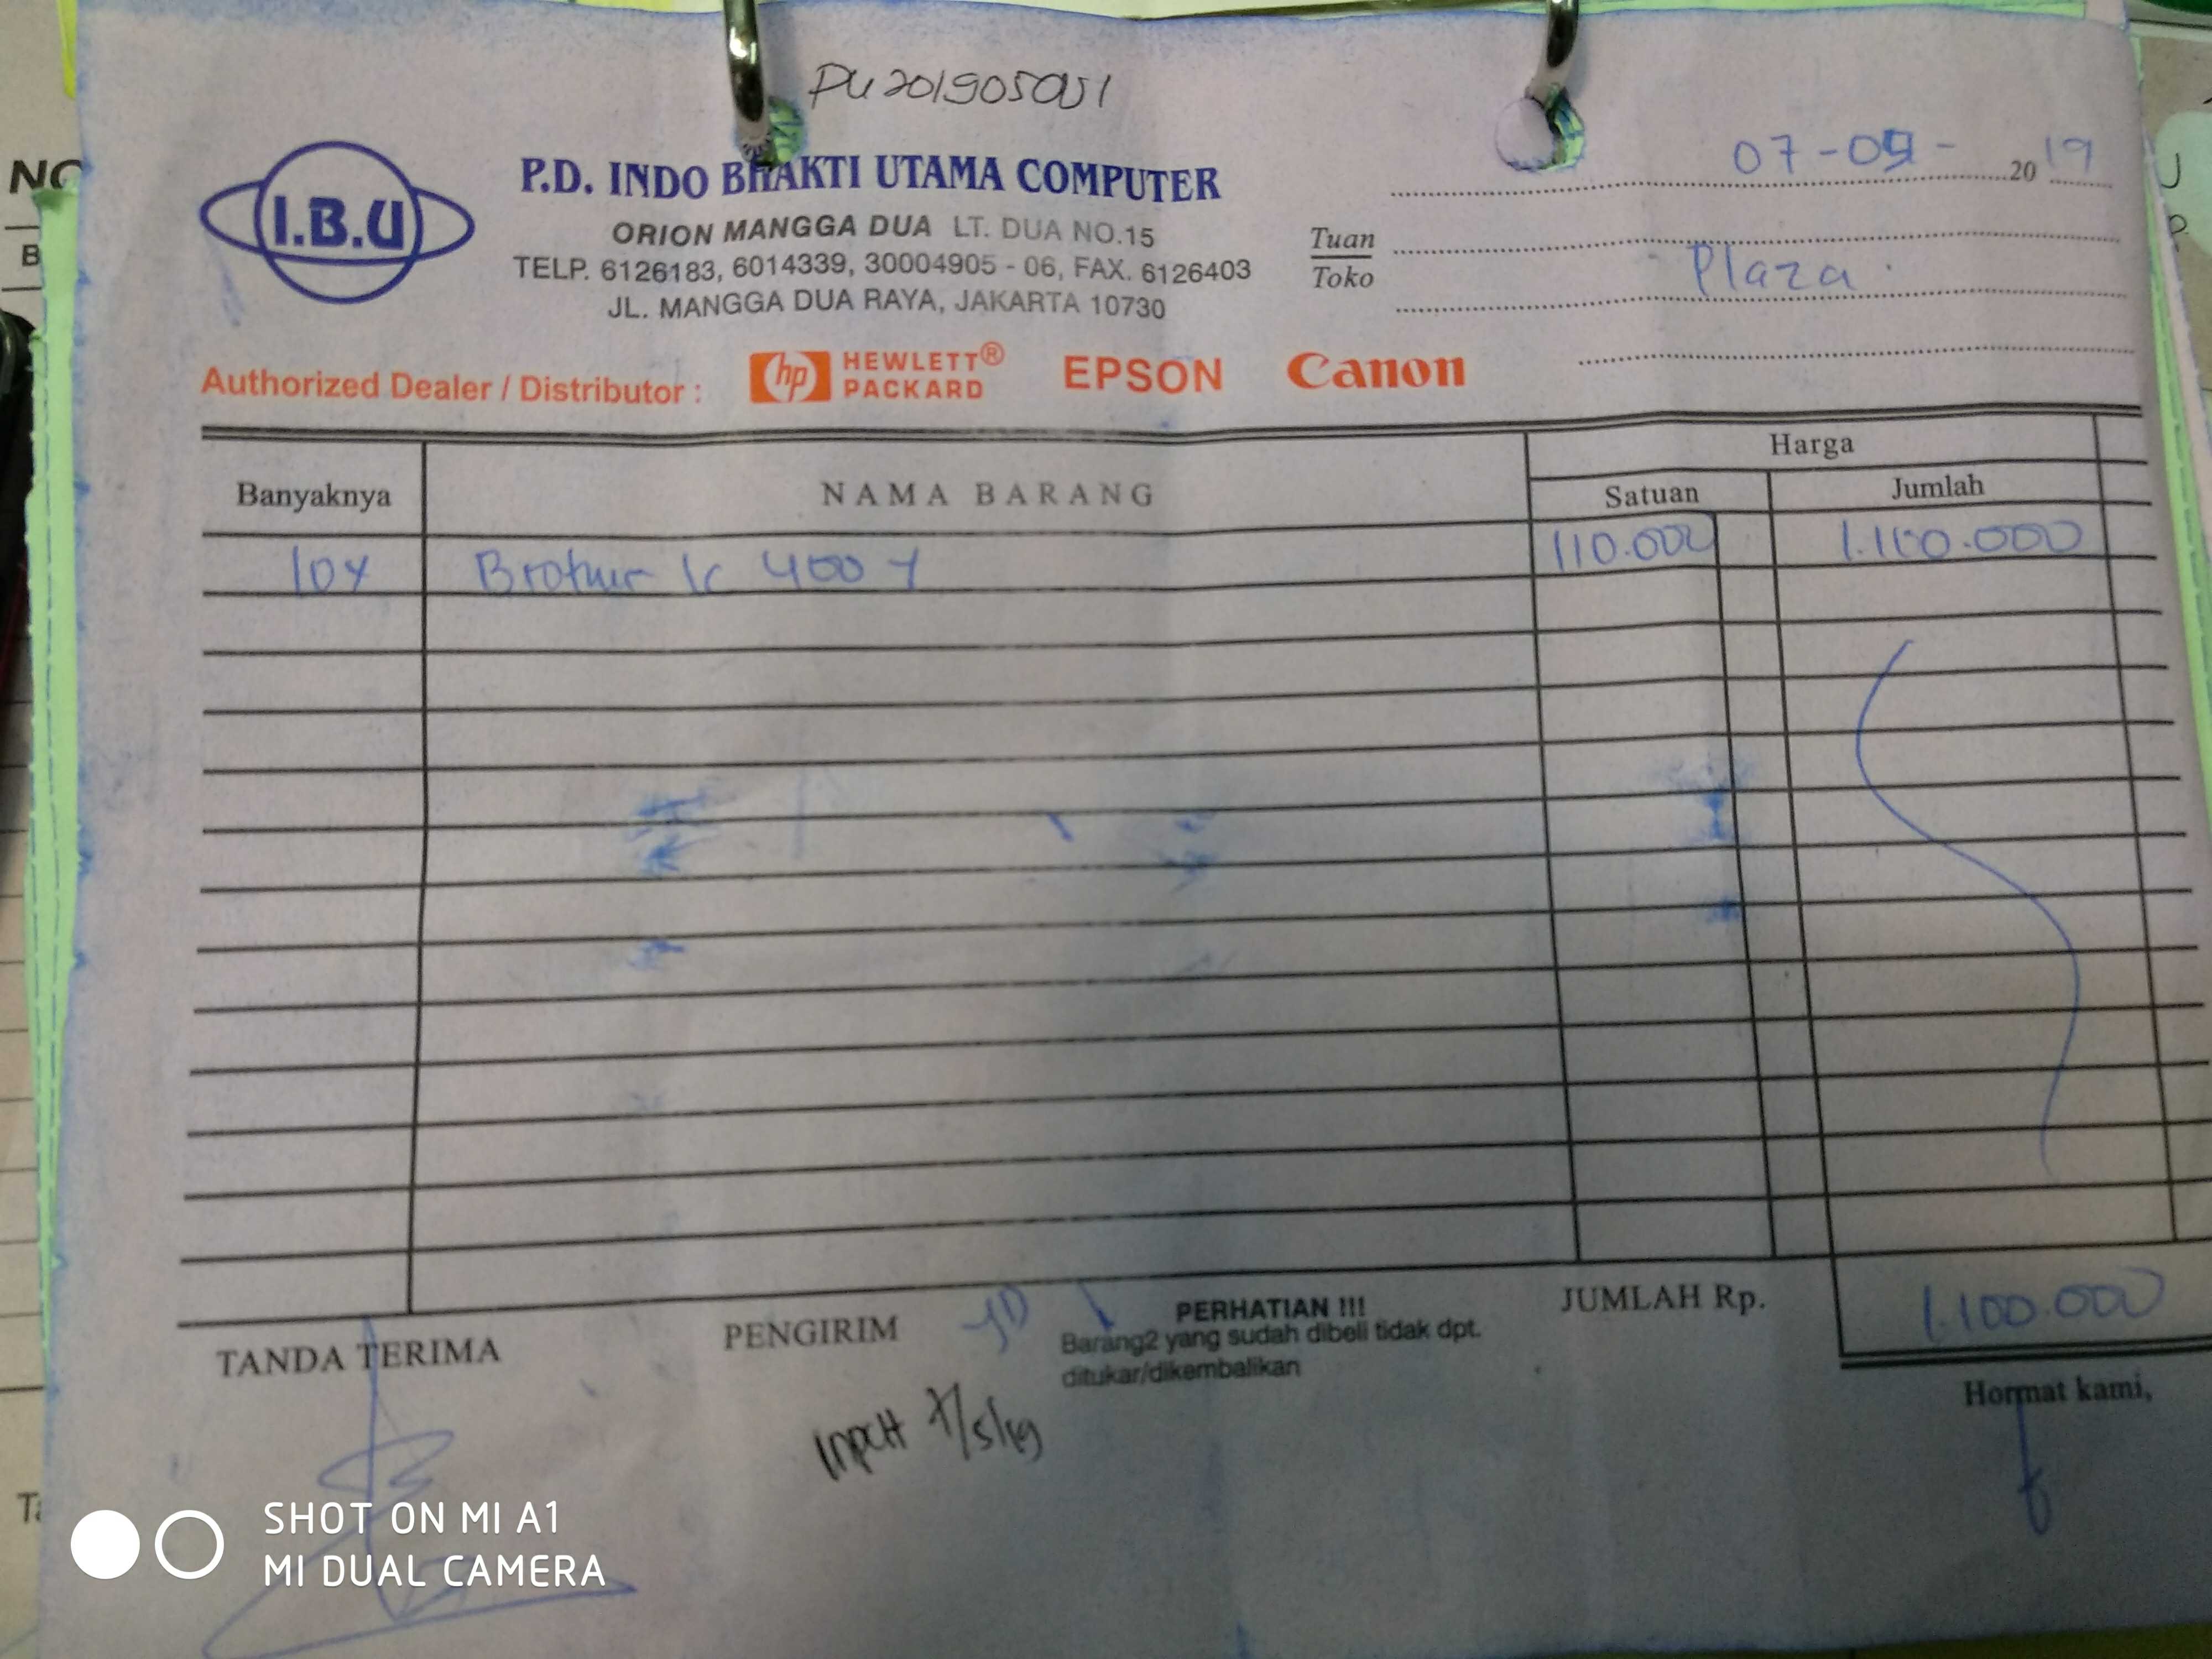 PU201905051
I.B.U
P.D. INDO BHAKTI UTAMA COMPUTER
ORION MANGGA DUA LT. DUA NO.15
TELP. 6126183, 6014339, 30004905 - 06, FAX. 6126403
JL. MANGGA DUA RAYA, JAKARTA 10730
07-05- 2019
Tuan
Toko
Plaza
Authorized Dealer / Distributor : hp HEWLETT® PACKARD EPSON Canon
Banyaknya NAMA BARANG Harga
Satuan Jumlah
10x Brother lc 400 Y 110.000 1.100.000
TANDA TERIMA PENGIRIM PERHATIAN !!! JUMLAH Rp. 1.100.000
Barang2 yang sudah dibeli tidak dpt.
ditukar/dikembalikan
Hormat kami,
Input 7/5/19
SHOT ON MI A1
MI DUAL CAMERA